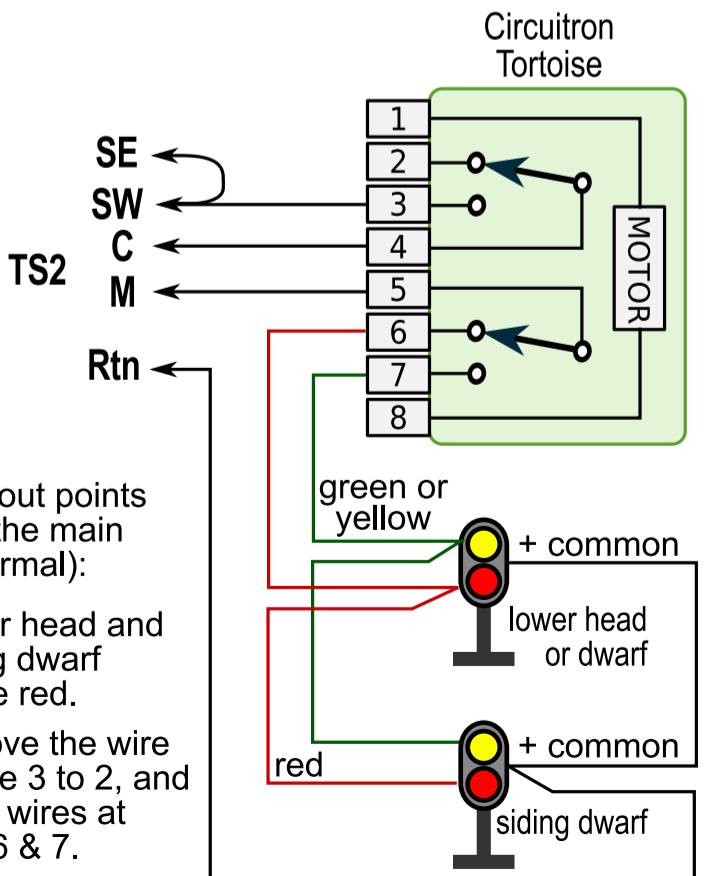 Circuitron
Tortoise
1
2
3
4
5
6
7
8
MOTOR
SE
SW
C
TS2
M
Rtn
out points
the main
rmal):
r head and
g dwarf
e red.
ove the wire
e 3 to 2, and
wires at
6 & 7.
green or
yellow
+ common
lower head
or dwarf
+ common
red
siding dwarf